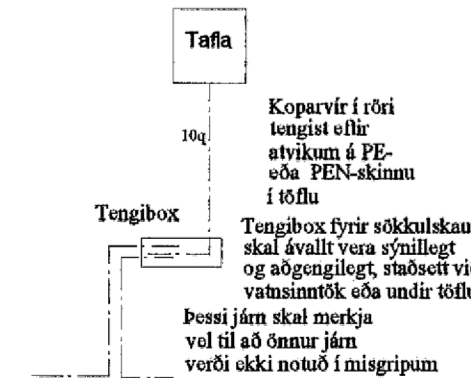 Tafla
10q
Koparvír í röri
tengist eftir
atvikum á PE-
eða PEN-skinnu
í töflu
Tengibox
Tengibox fyrir sökkulskau
skal ávallt vera sýnillegt
og aðgengilegt, staðsett vi
vatnsinntök eða undir töflu
Þessi járn skal merkja
vel til að önnur járn
verði ekki notuð í misgripum